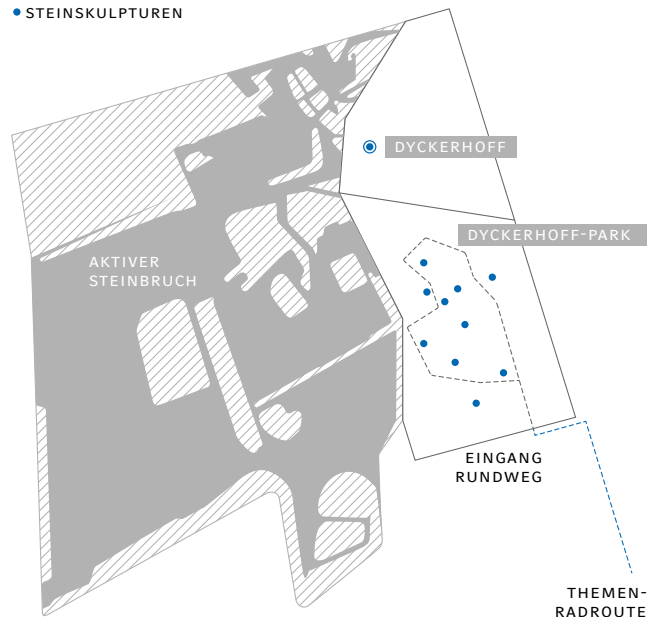 STEINSKULPTUREN
DYCKERHOFF
DYCKERHOFF-PARK
AKTIVER
STEINBRUCH
EINGANG
RUNDWEG
THEMEN-
RADROUTE